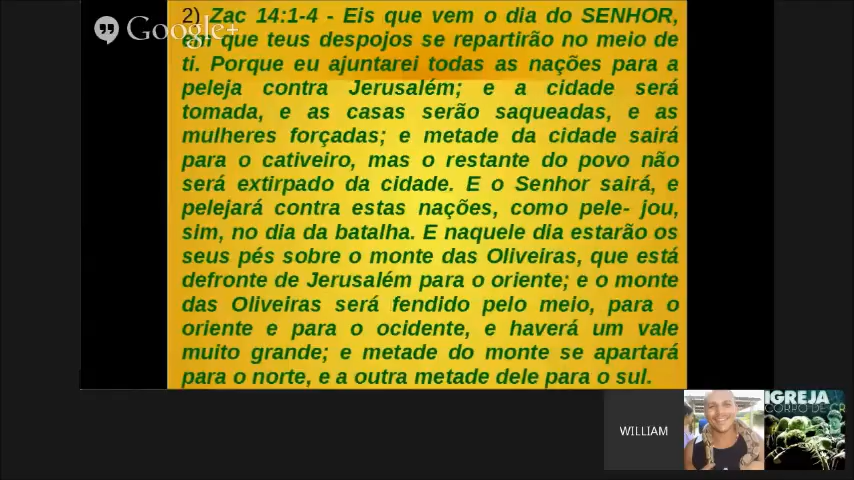 2) Zac 14:1-4 - Eis que vem o dia do SENHOR,
Google+
em que teus despojos se repartirão no meio de
ti. Porque eu ajuntarei todas as nações para a
peleja contra Jerusalém; e a cidade será
tomada, e as casas serão saqueadas, e as
mulheres forçadas; e metade da cidade sairá
para o cativeiro, mas o restante do povo não
será extirpado da cidade. E o Senhor sairá, e
pelejará contra estas nações, como pele- jou,
sim, no dia da batalha. E naquele dia estarão os
seus pés sobre o monte das Oliveiras, que está
defronte de Jerusalém para o oriente; e o monte
das Oliveiras será fendido pelo meio, para o
oriente e para o ocidente, e haverá um vale
muito grande; e metade do monte se apartará
para o norte, e a outra metade dele para o sul.
WILLIAM
IGREJA
CORPO DE CR